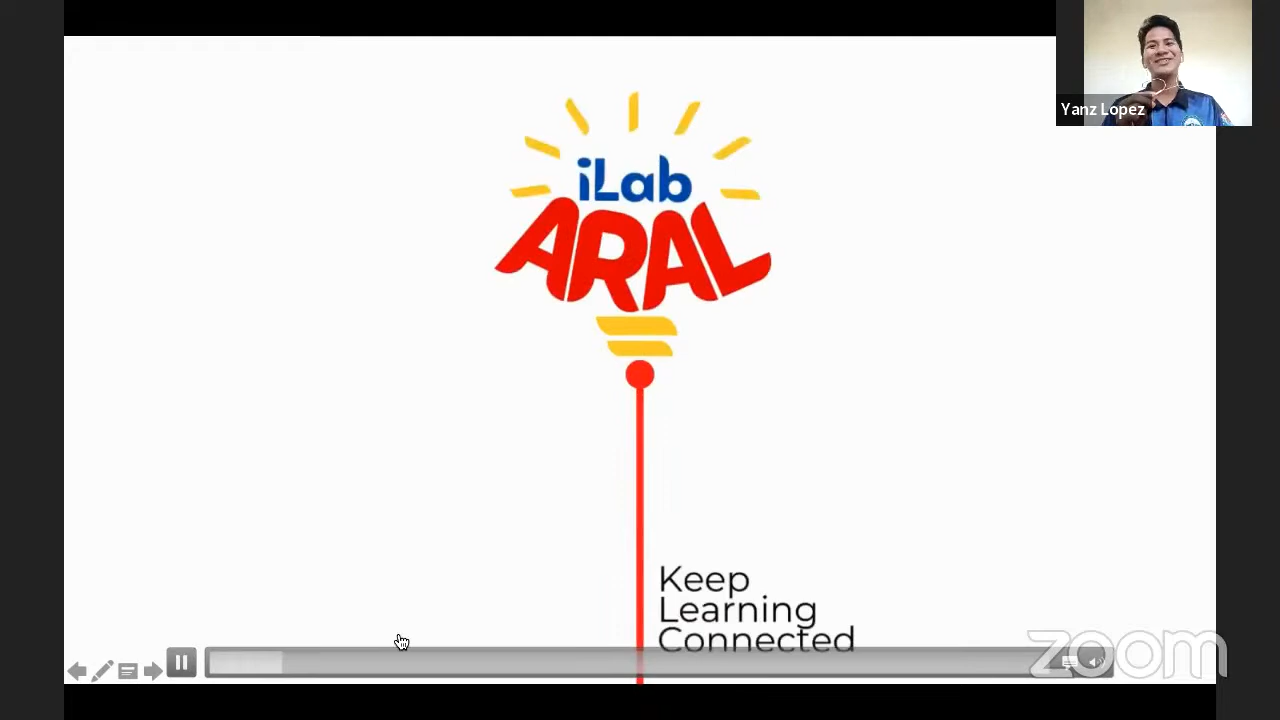 Yanz Lopez
iLab
ARAL
Keep
Learning
Connected
zoom